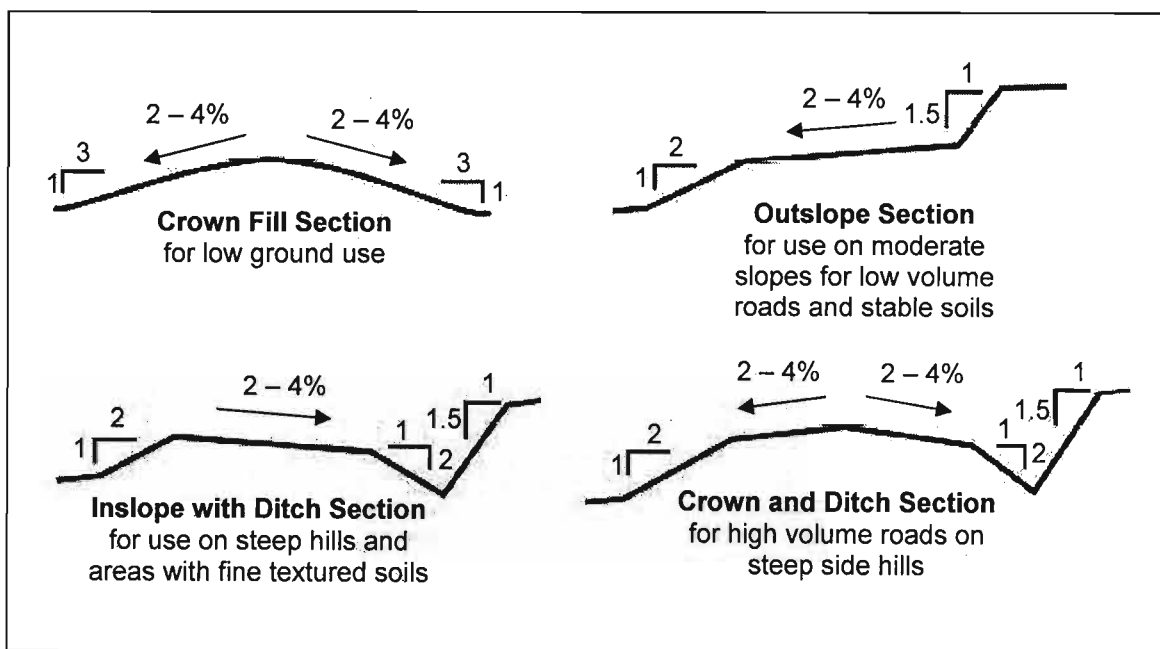 2 – 4%
2 – 4%
3
1
3
1
Crown Fill Section
for low ground use
1
2 – 4%
1.5
2
1
Outslope Section
for use on moderate
slopes for low volume
roads and stable soils
2 – 4%
2
1
1
2
1
1.5
Inslope with Ditch Section
for use on steep hills and
areas with fine textured soils
2 – 4%
2 – 4%
2
1
1
2
1
1.5
Crown and Ditch Section
for high volume roads on
steep side hills